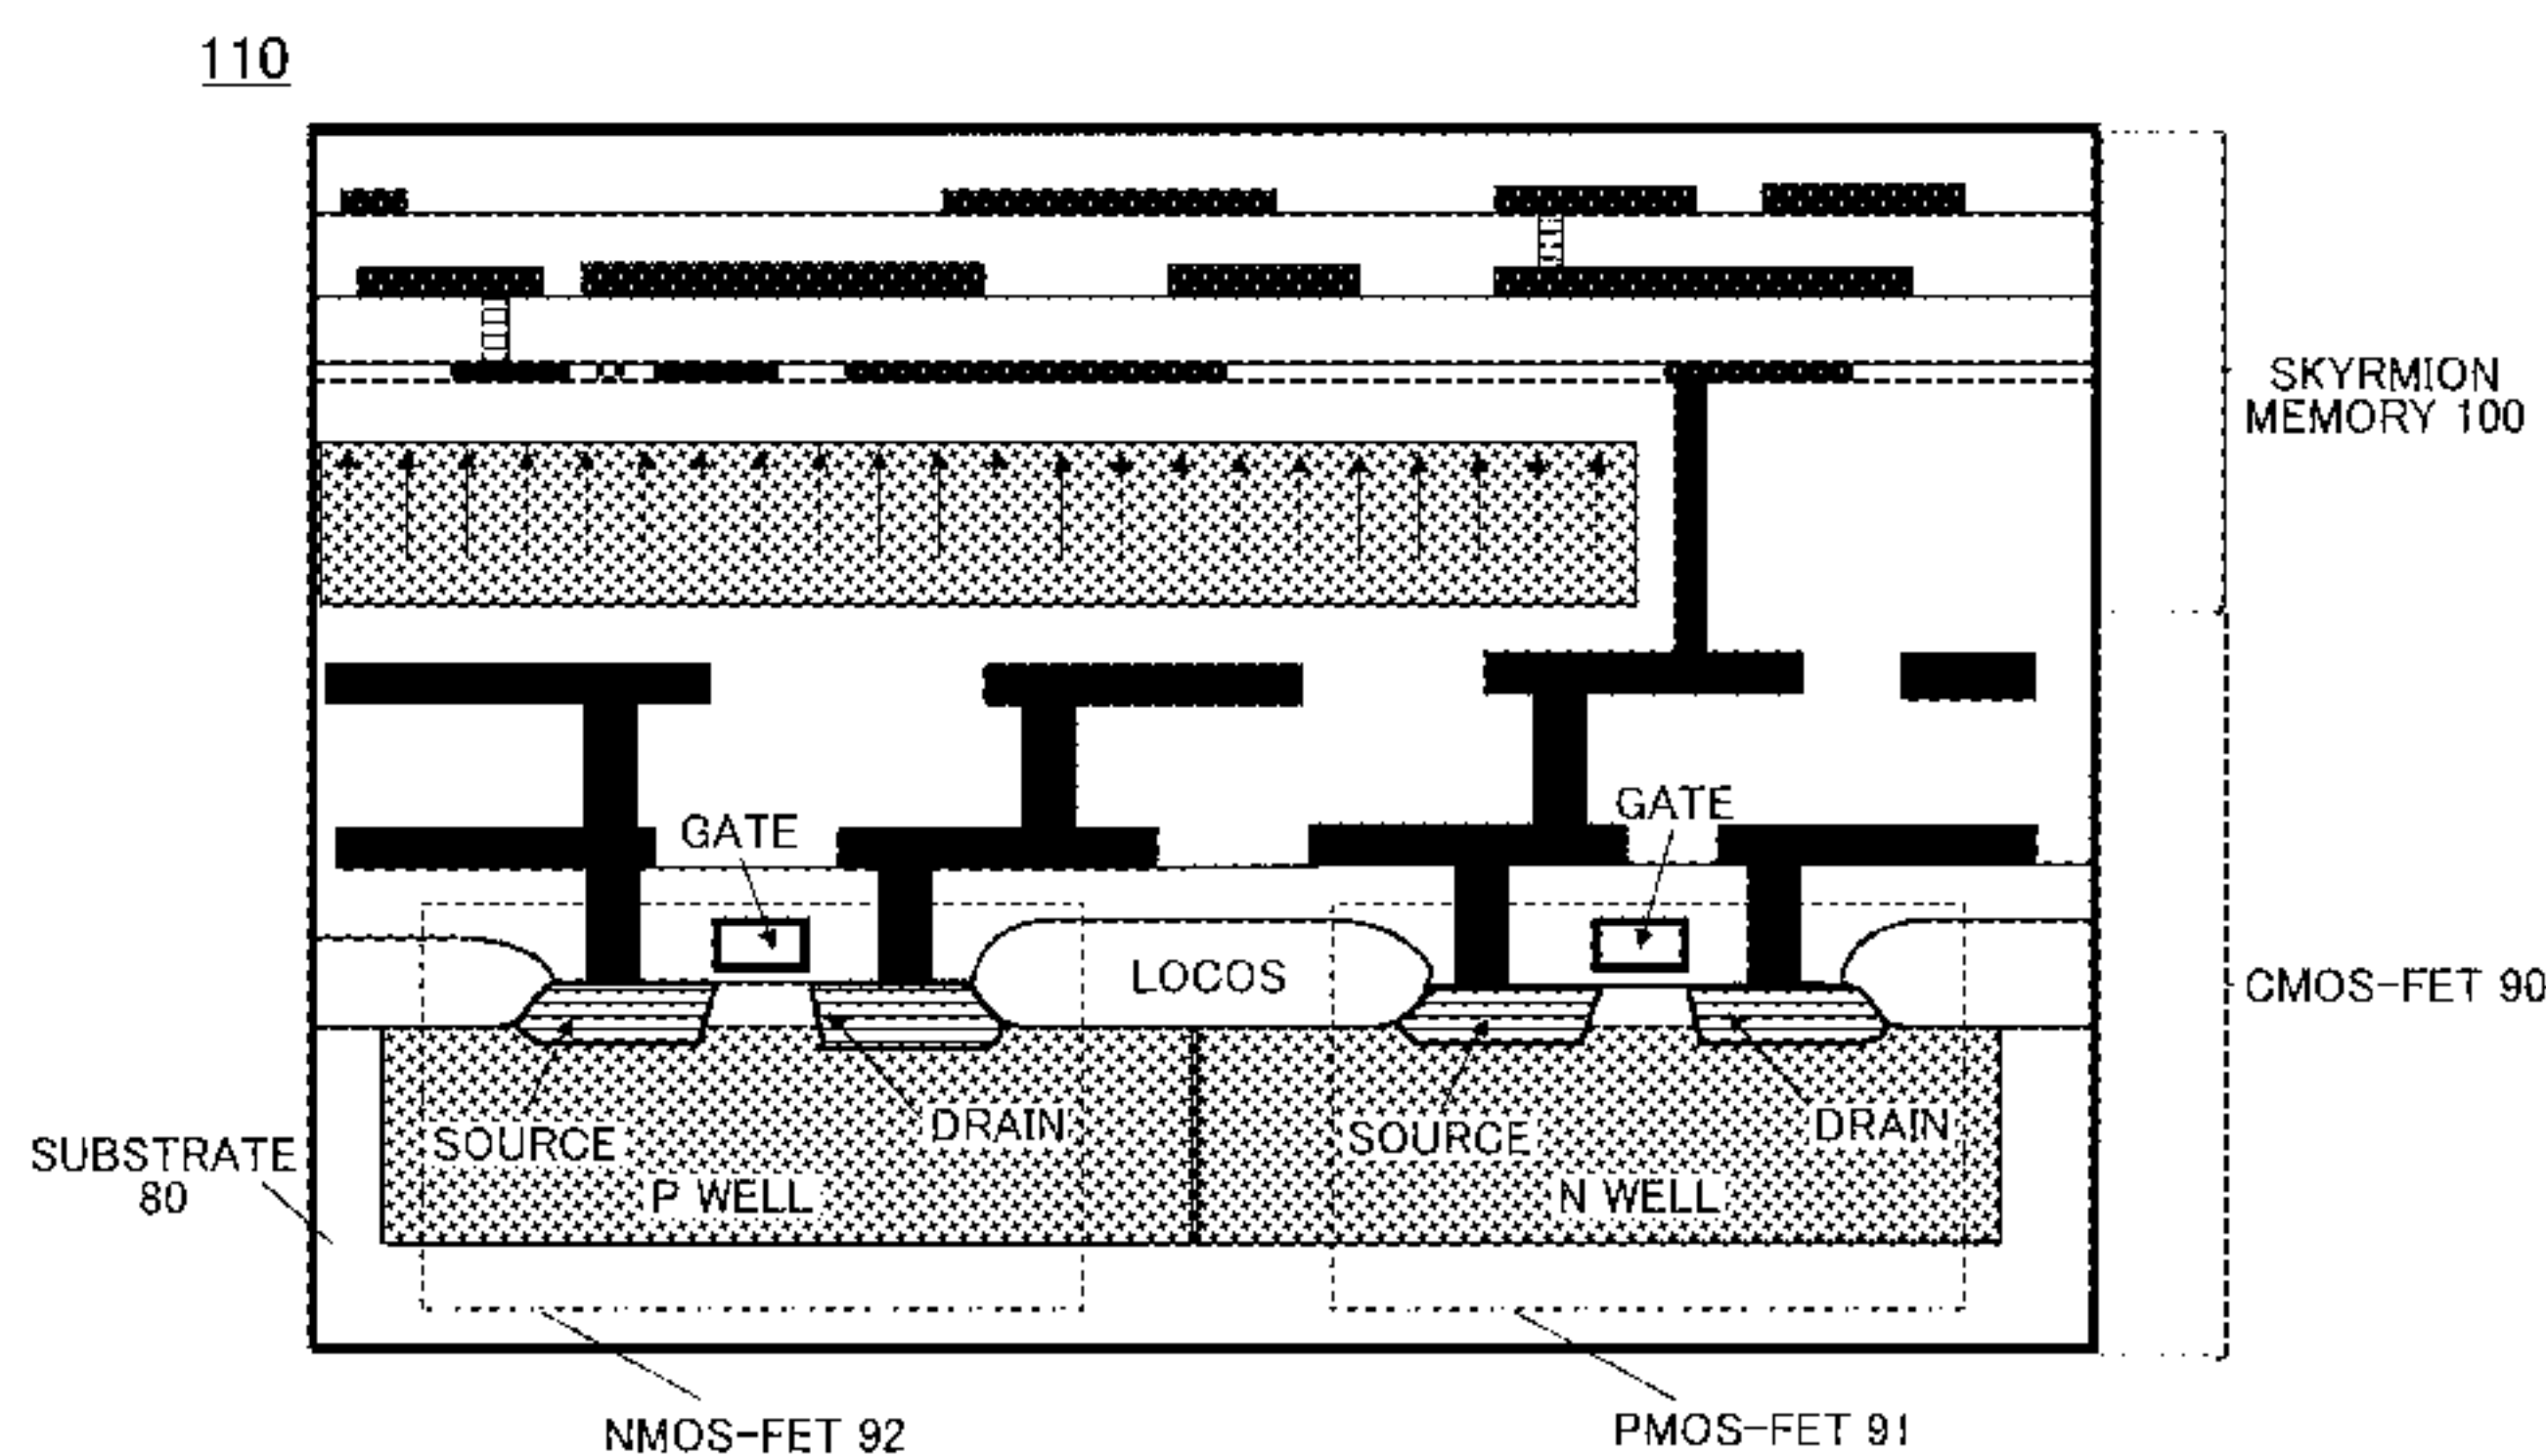 110
SKYRMION
MEMORY 100
GATE
GATE
LOCOS
CMOS-FET 90
SOURCE
DRAIN
SOURCE
DRAIN
SUBSTRATE
80
P WELL
N WELL
NMOS-FET 92
PMOS-FET 91